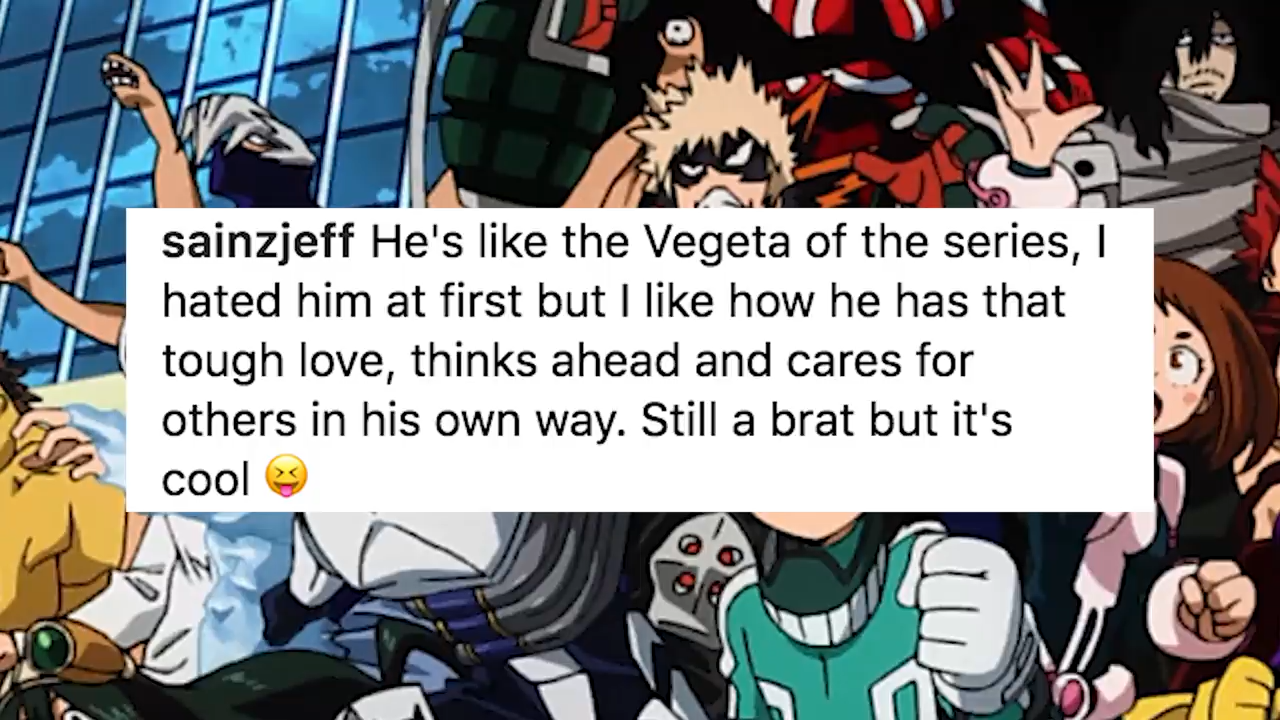 sainzjeff He's like the Vegeta of the series, I
hated him at first but I like how he has that
tough love, thinks ahead and cares for
others in his own way. Still a brat but it's
cool 😝